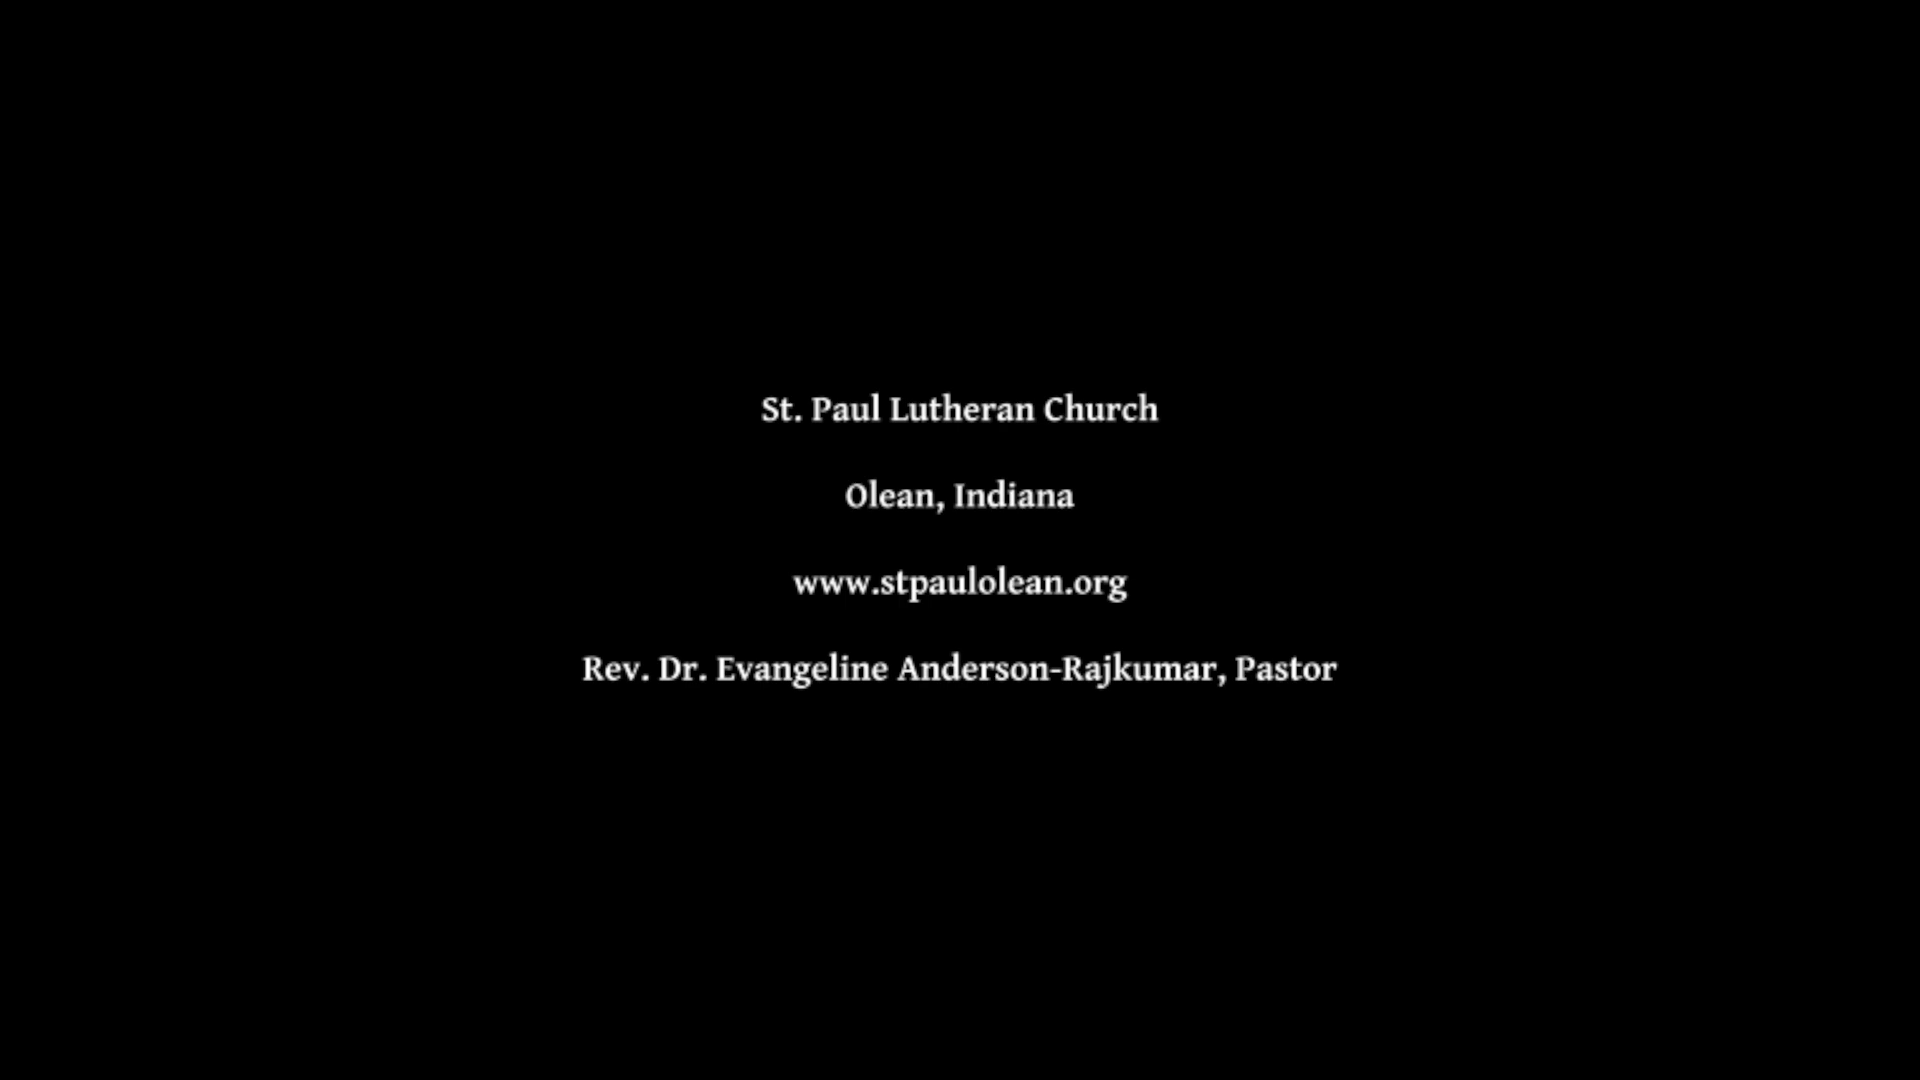 St. Paul Lutheran Church
Olean, Indiana
www.stpaulolean.org
Rev. Dr. Evangeline Anderson-Rajkumar, Pastor